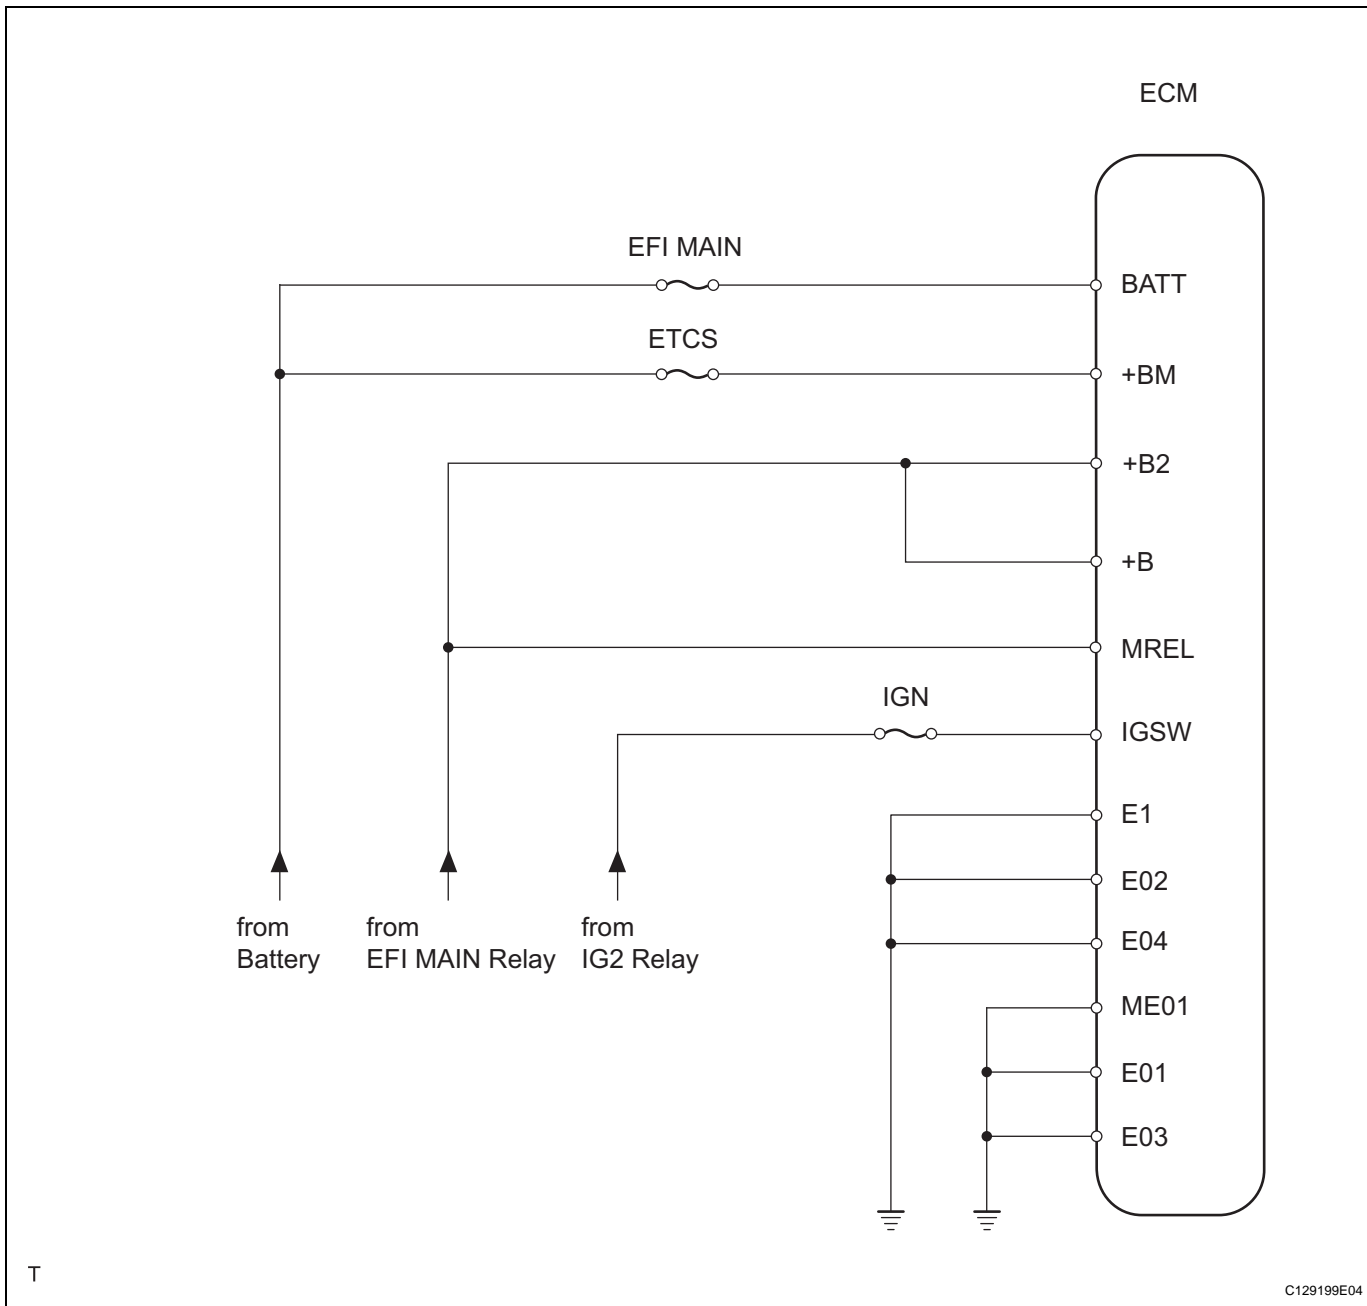 ECM
EFI MAIN
BATT
ETCS
+BM
+B2
+B
MREL
IGN
IGSW
E1
E02
E04
ME01
E01
E03
from
Battery
from
EFI MAIN Relay
from
IG2 Relay
T
C129199E04